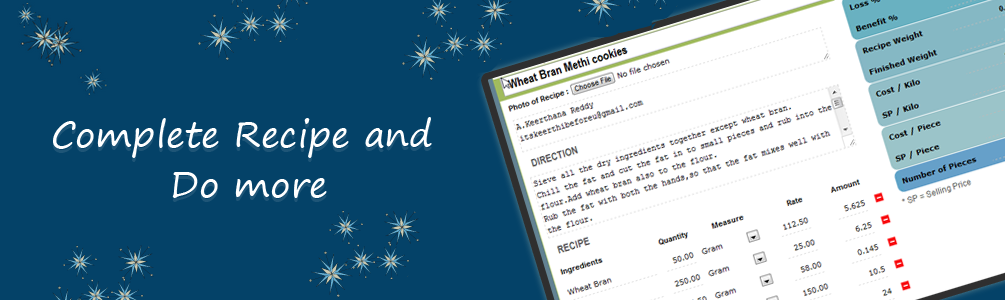 Complete Recipe and
Do more
Wheat Bran Methi cookies
Photo of Recipe : Choose File No file chosen
A.Keerthana Reddy
itskeerthibeforeu@gmail.com
DIRECTION
Sieve all the dry ingredients together except wheat bran.
Chill the fat and cut the fat in to small pieces and rub into the
flour.Add wheat bran also to the flour.
Rub the fat with both the hands,so that the fat mixes well with
the flour.
RECIPE
Ingredients Quantity Measure Rate Amount
Wheat Bran 50.00 Gram 112.50 5.625
250.00 Gram 25.00 6.25
50 Gram 58.00 0.145
150.00 10.5
24
Loss %
Benefit %
Recipe Weight
Finished Weight
Cost / Kilo
SP / Kilo
Cost / Piece
SP / Piece
Number of Pieces
* SP = Selling Price